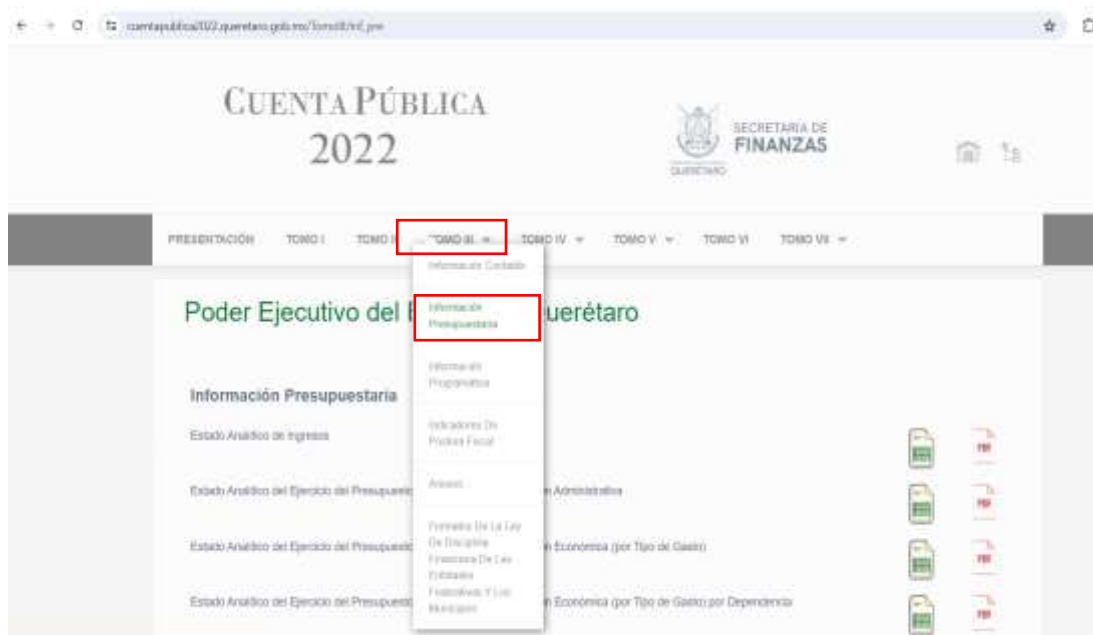 cuentapublica2022.queretaro.gob.mx/TomoIII/inf_pre
CUENTA PÚBLICA
2022
QUERÉTARO
SECRETARÍA DE
FINANZAS
PRESENTACIÓN TOMO I TOMO II TOMO III TOMO IV TOMO V TOMO VI TOMO VII
Información Contable
Información
Presupuestaria
Información
Programática
Indicadores De
Postura Fiscal
Anexos
Formatos De La Ley
De Disciplina
Financiera De Las
Entidades
Federativas Y Los
Municipios
Poder Ejecutivo del E uerétaro
Información Presupuestaria
Estado Analítico de Ingresos
PDF
Estado Analítico del Ejercicio del Presupuesto n Administrativa
PDF
Estado Analítico del Ejercicio del Presupuesto n Económica (por Tipo de Gasto)
PDF
Estado Analítico del Ejercicio del Presupuesto n Económica (por Tipo de Gasto) por Dependencia
PDF